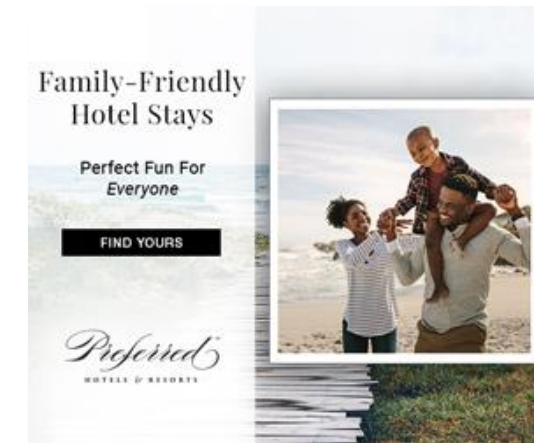 Family-Friendly
Hotel Stays
Perfect Fun For
Everyone
FIND YOURS
Preferred
HOTELS & RESORTS